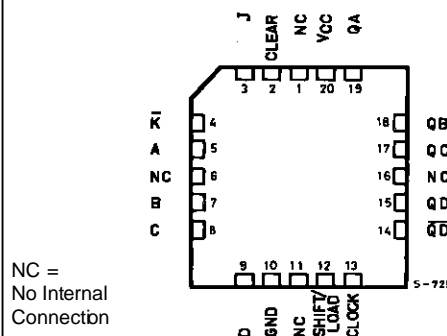 J
CLEAR
NC
VCC
QA
3 2 1 20 19
K̅ 4
A 5
NC 6
B 7
C 8
18 QB
17 QC
16 NC
15 QD
14 Q̅D̅
9 10 11 12 13
D
GND
NC
SHIFT/
LOAD
CLOCK
NC =
No Internal
Connection